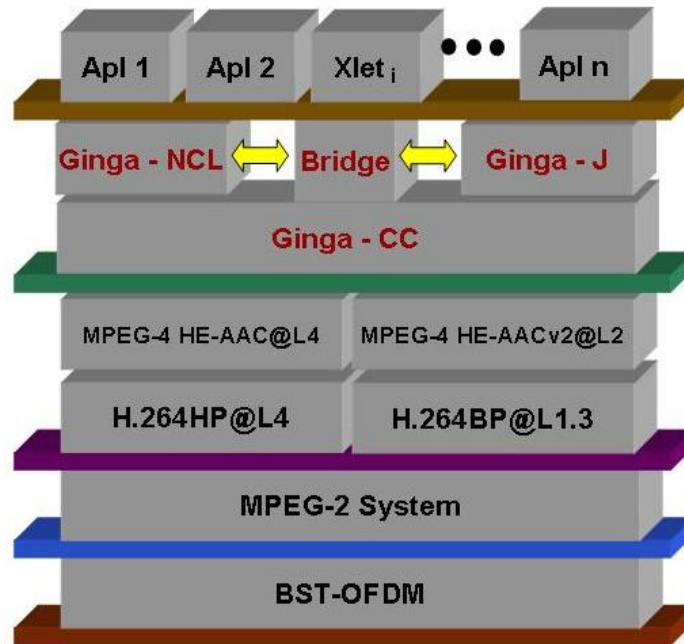 Apl 1 Apl 2 Xlet i Apl n
Ginga - NCL Bridge Ginga - J
Ginga - CC
MPEG-4 HE-AAC@L4 MPEG-4 HE-AACv2@L2
H.264HP@L4 H.264BP@L1.3
MPEG-2 System
BST-OFDM